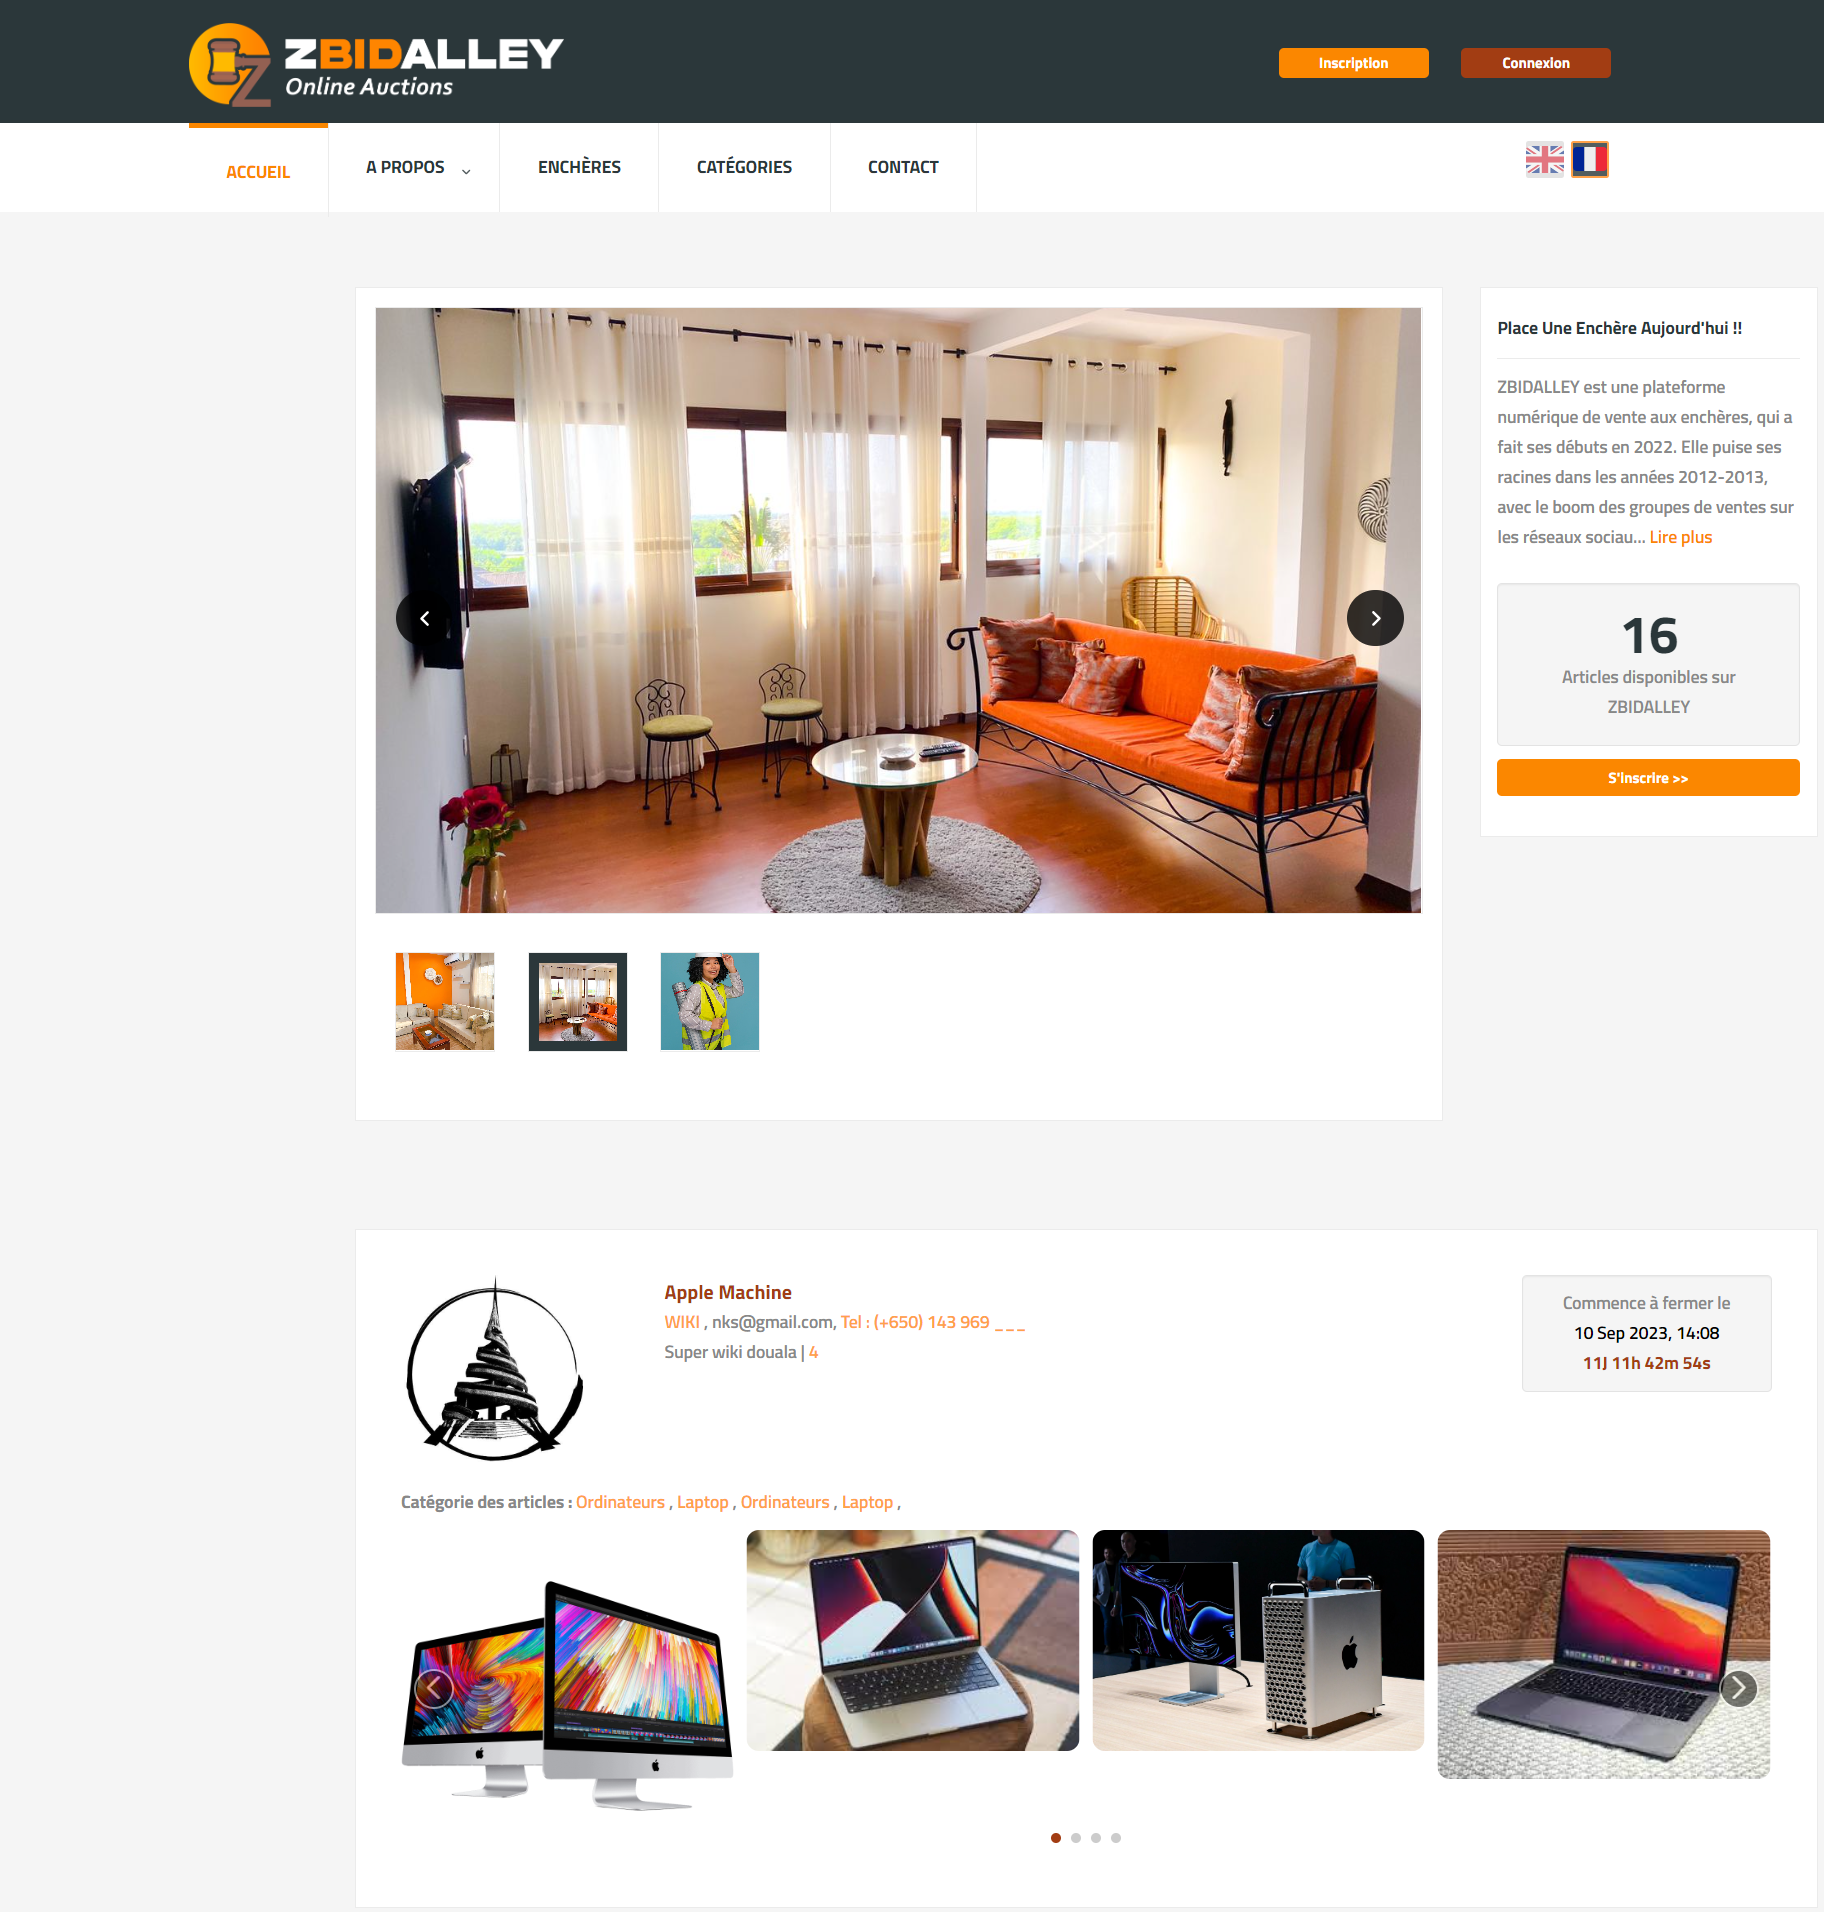 ZBIDALLEY
Online Auctions
Inscription
Connexion
ACCUEIL
A PROPOS
ENCHÈRES
CATÉGORIES
CONTACT
Place Une Enchère Aujourd'hui !!
ZBIDALLEY est une plateforme
numérique de vente aux enchères, qui a
fait ses débuts en 2022. Elle puise ses
racines dans les années 2012-2013,
avec le boom des groupes de ventes sur
les réseaux sociau... Lire plus
16
Articles disponibles sur
ZBIDALLEY
S'inscrire >>
Apple Machine
WIKI , nks@gmail.com, Tel : (+650) 143 969 _ _ _
Super wiki douala | 4
Commence à fermer le
10 Sep 2023, 14:08
11J 11h 42m 54s
Catégorie des articles : Ordinateurs , Laptop , Ordinateurs , Laptop ,